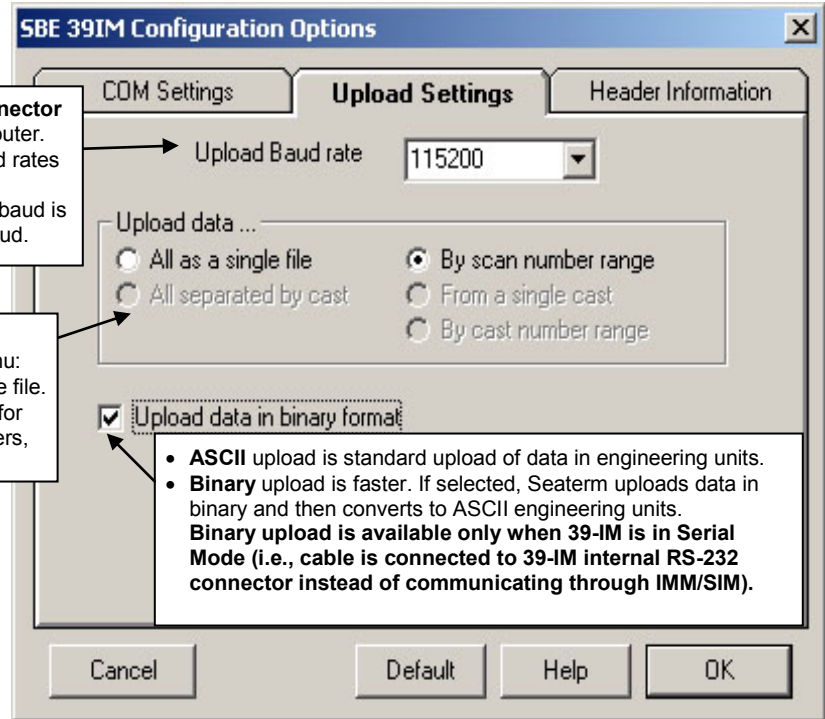 SBE 39IM Configuration Options
COM Settings
Upload Settings
Header Information
Upload Baud rate
115200
Upload data ...
All as a single file
By scan number range
All separated by cast
From a single cast
By cast number range
Upload data in binary format
• ASCII upload is standard upload of data in engineering units.
• Binary upload is faster. If selected, Seaterm uploads data in
binary and then converts to ASCII engineering units.
Binary upload is available only when 39-IM is in Serial
Mode (i.e., cable is connected to 39-IM internal RS-232
connector instead of communicating through IMM/SIM).
d rates
baud is
e file.
for
Cancel
Default
Help
OK